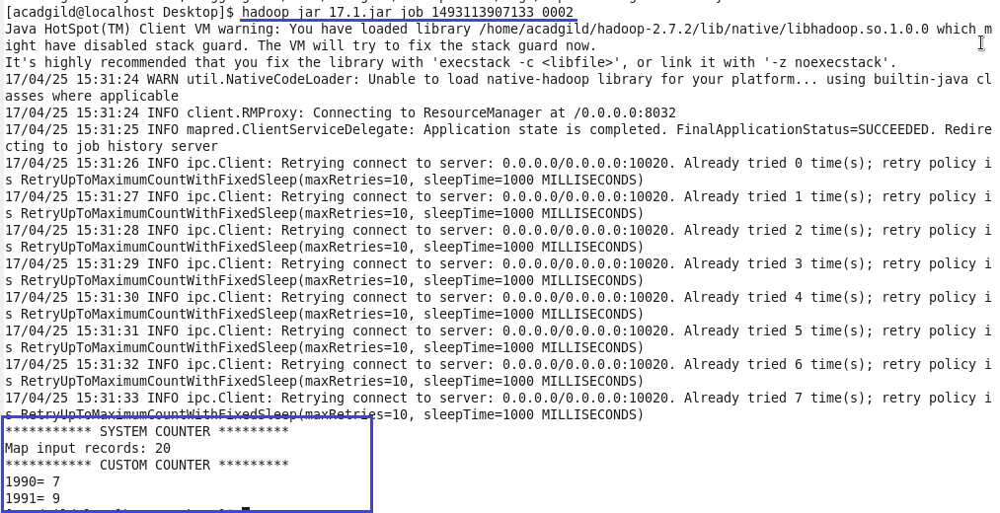 [acadgild@localhost Desktop]$ hadoop jar 17.1.jar job_1493113907133_0002
Java HotSpot(TM) Client VM warning: You have loaded library /home/acadgild/hadoop-2.7.2/lib/native/libhadoop.so.1.0.0 which m
ight have disabled stack guard. The VM will try to fix the stack guard now.
It's highly recommended that you fix the library with 'execstack -c <libfile>', or link it with '-z noexecstack'.
17/04/25 15:31:24 WARN util.NativeCodeLoader: Unable to load native-hadoop library for your platform... using builtin-java cl
asses where applicable
17/04/25 15:31:24 INFO client.RMProxy: Connecting to ResourceManager at /0.0.0.0:8032
17/04/25 15:31:25 INFO mapred.ClientServiceDelegate: Application state is completed. FinalApplicationStatus=SUCCEEDED. Redire
cting to job history server
17/04/25 15:31:26 INFO ipc.Client: Retrying connect to server: 0.0.0.0/0.0.0.0:10020. Already tried 0 time(s); retry policy i
s RetryUpToMaximumCountWithFixedSleep(maxRetries=10, sleepTime=1000 MILLISECONDS)
17/04/25 15:31:27 INFO ipc.Client: Retrying connect to server: 0.0.0.0/0.0.0.0:10020. Already tried 1 time(s); retry policy i
s RetryUpToMaximumCountWithFixedSleep(maxRetries=10, sleepTime=1000 MILLISECONDS)
17/04/25 15:31:28 INFO ipc.Client: Retrying connect to server: 0.0.0.0/0.0.0.0:10020. Already tried 2 time(s); retry policy i
s RetryUpToMaximumCountWithFixedSleep(maxRetries=10, sleepTime=1000 MILLISECONDS)
17/04/25 15:31:29 INFO ipc.Client: Retrying connect to server: 0.0.0.0/0.0.0.0:10020. Already tried 3 time(s); retry policy i
s RetryUpToMaximumCountWithFixedSleep(maxRetries=10, sleepTime=1000 MILLISECONDS)
17/04/25 15:31:30 INFO ipc.Client: Retrying connect to server: 0.0.0.0/0.0.0.0:10020. Already tried 4 time(s); retry policy i
s RetryUpToMaximumCountWithFixedSleep(maxRetries=10, sleepTime=1000 MILLISECONDS)
17/04/25 15:31:31 INFO ipc.Client: Retrying connect to server: 0.0.0.0/0.0.0.0:10020. Already tried 5 time(s); retry policy i
s RetryUpToMaximumCountWithFixedSleep(maxRetries=10, sleepTime=1000 MILLISECONDS)
17/04/25 15:31:32 INFO ipc.Client: Retrying connect to server: 0.0.0.0/0.0.0.0:10020. Already tried 6 time(s); retry policy i
s RetryUpToMaximumCountWithFixedSleep(maxRetries=10, sleepTime=1000 MILLISECONDS)
17/04/25 15:31:33 INFO ipc.Client: Retrying connect to server: 0.0.0.0/0.0.0.0:10020. Already tried 7 time(s); retry policy i
s RetryUpToMaximumCountWithFixedSleep(maxRetries=10, sleepTime=1000 MILLISECONDS)
*********** SYSTEM COUNTER *********
Map input records: 20
*********** CUSTOM COUNTER *********
1990= 7
1991= 9